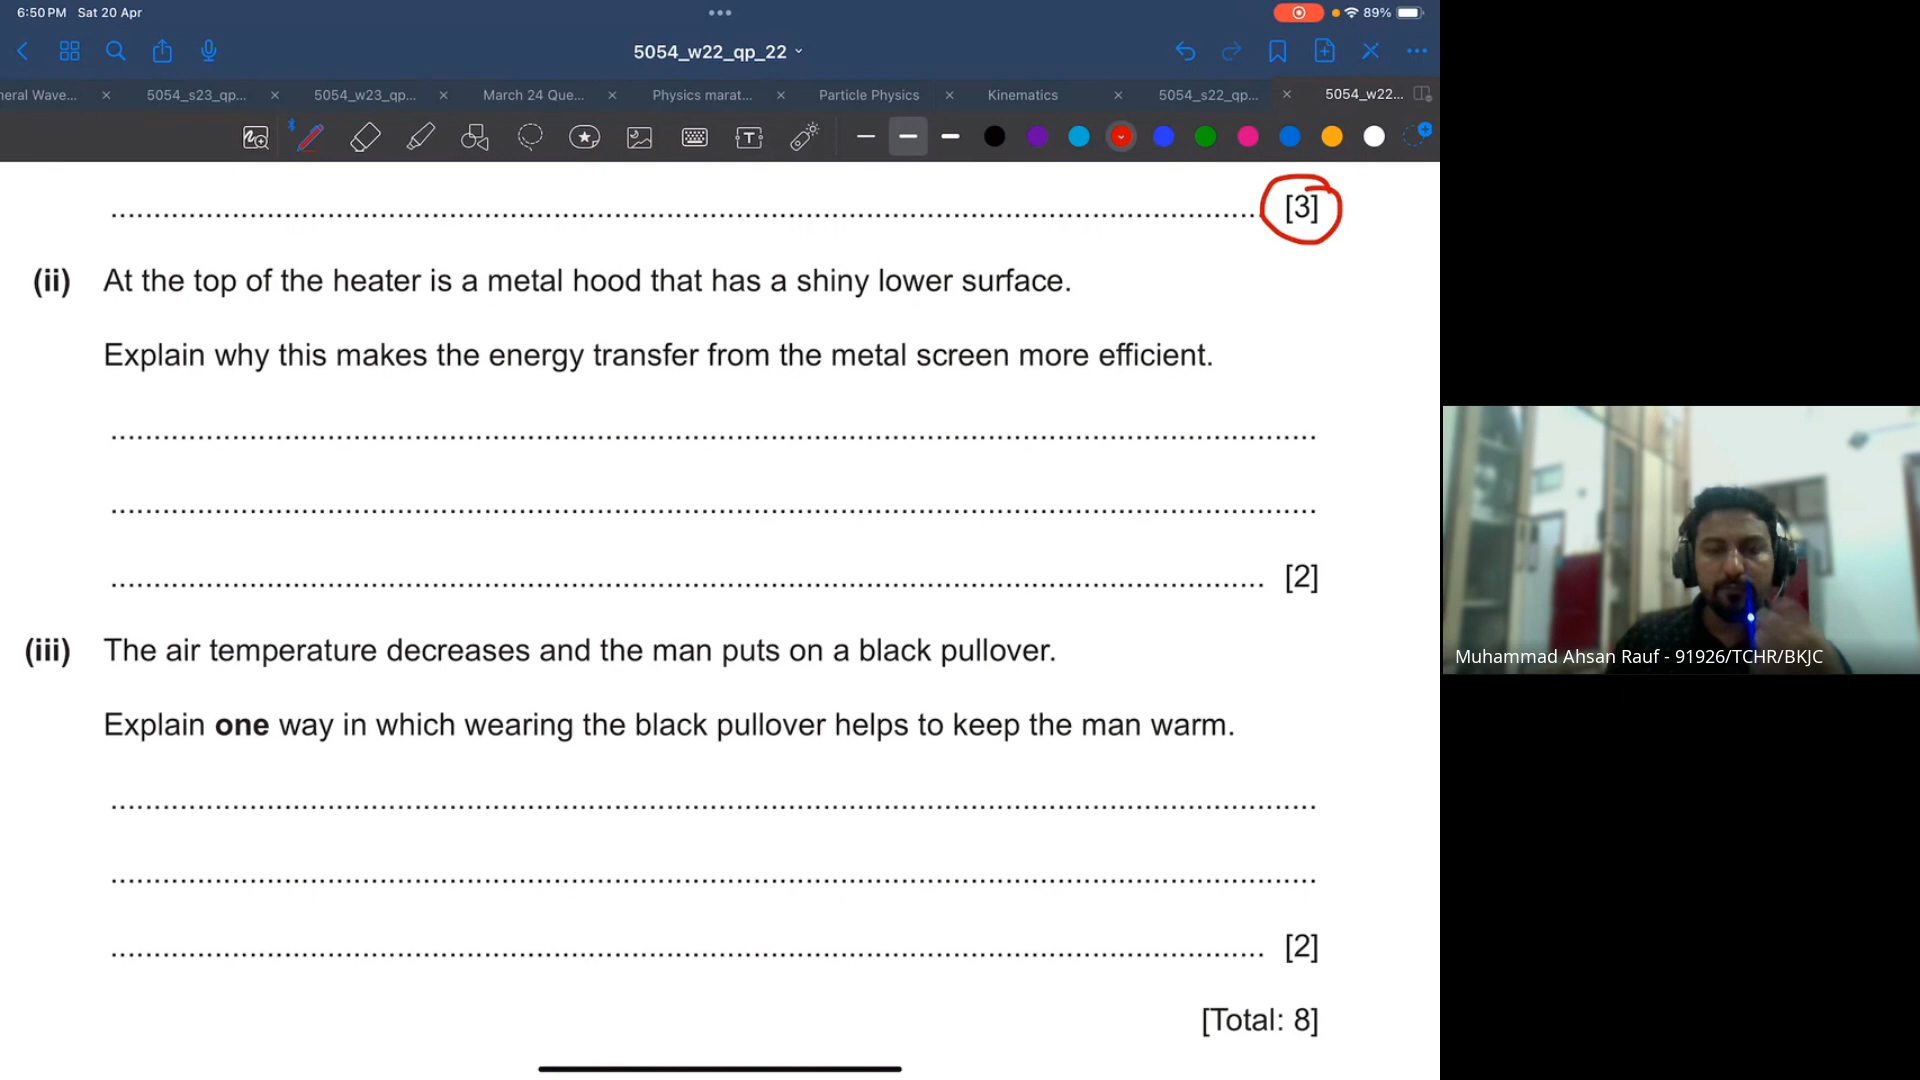 6:50 PM Sat 20 Apr
89%
5054_w22_qp_22
neral Wave...
5054_s23_qp...
5054_w23_qp...
March 24 Que...
Physics marat...
Particle Physics
Kinematics
5054_s22_qp...
5054_w22...
[3]
(ii) At the top of the heater is a metal hood that has a shiny lower surface.
Explain why this makes the energy transfer from the metal screen more efficient.
[2]
(iii) The air temperature decreases and the man puts on a black pullover.
Explain one way in which wearing the black pullover helps to keep the man warm.
[2]
[Total: 8]
Muhammad Ahsan Rauf - 91926/TCHR/BKJC